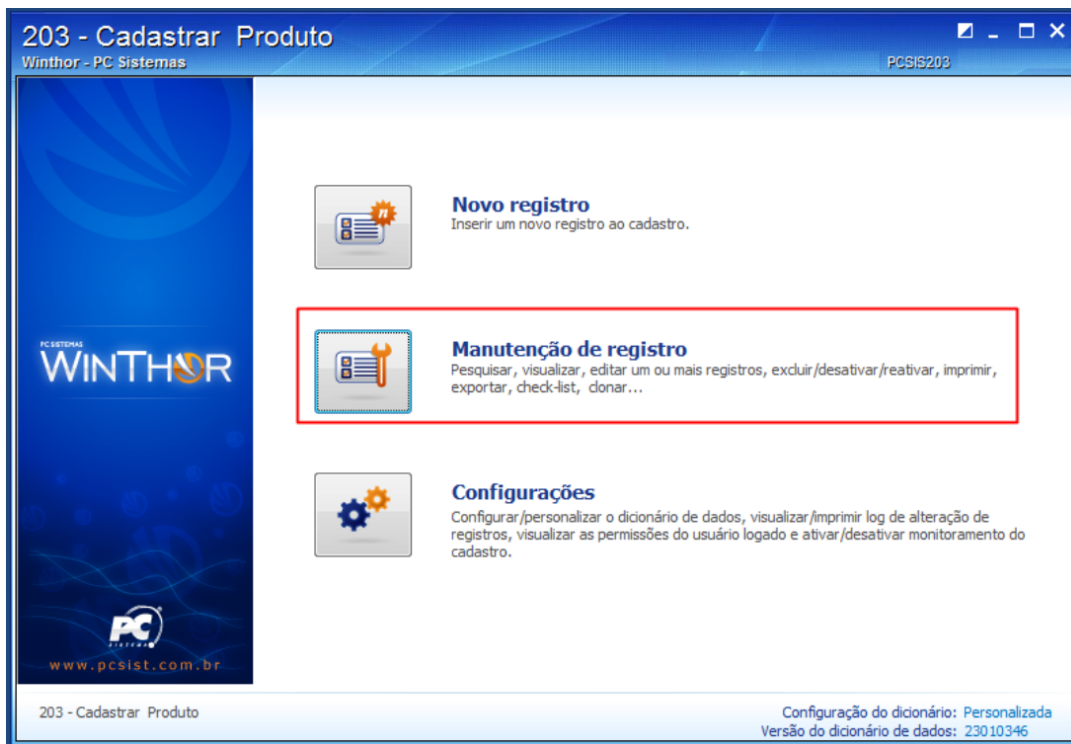 203 - Cadastrar Produto
Winthor - PC Sistemas
PCSIS203
Novo registro
Inserir um novo registro ao cadastro.
Manutenção de registro
Pesquisar, visualizar, editar um ou mais registros, excluir/desativar/reativar, imprimir,
exportar, check-list, clonar...
PC SISTEMAS
WINTHOR
Configurações
Configurar/personalizar o dicionário de dados, visualizar/imprimir log de alteração de
registros, visualizar as permissões do usuário logado e ativar/desativar monitoramento do
cadastro.
PC
SISTEMAS
www.pcsist.com.br
203 - Cadastrar Produto
Configuração do dicionário: Personalizada
Versão do dicionário de dados: 23010346